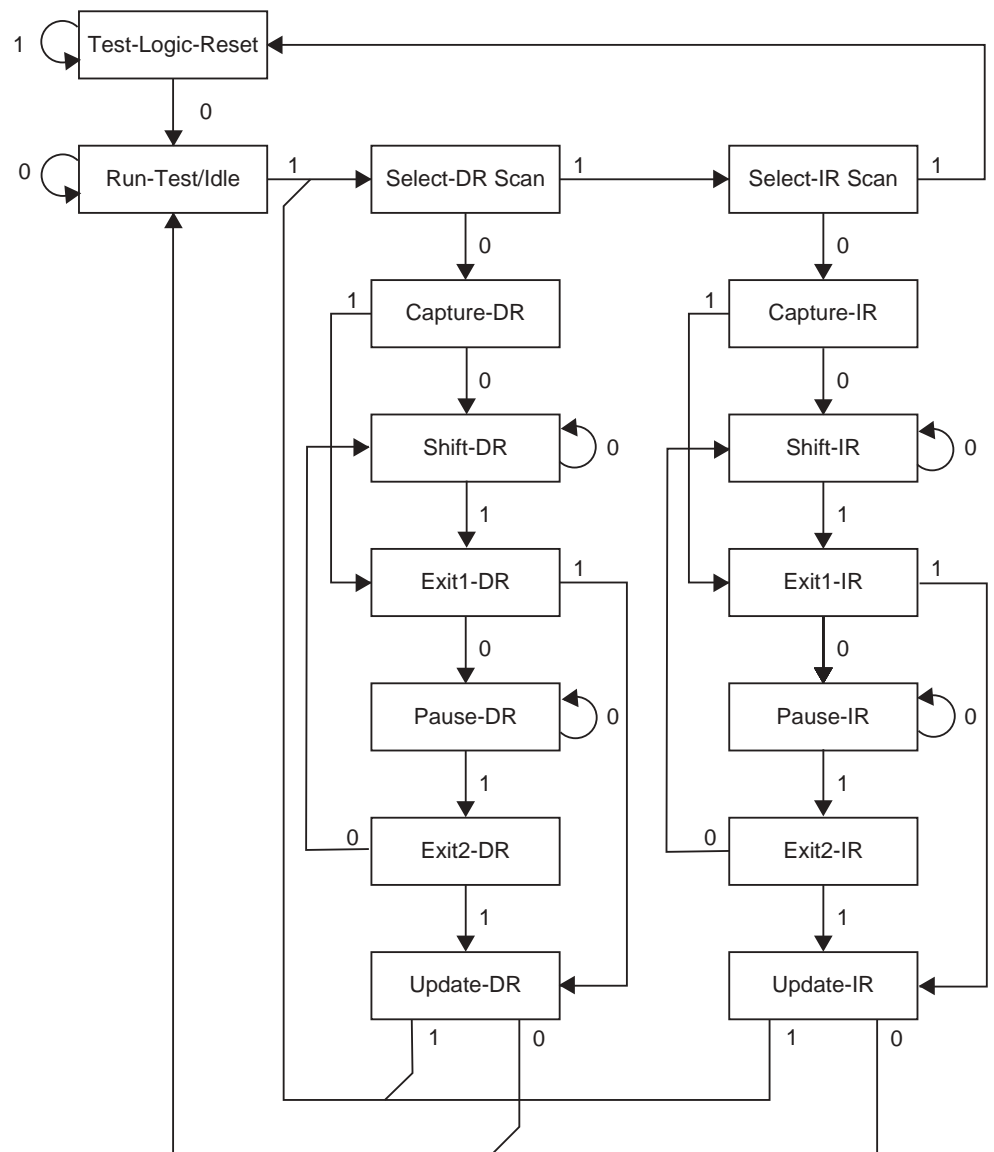 1
Test-Logic-Reset
0
0
Run-Test/Idle
1
Select-DR Scan
1
Select-IR Scan
1
0
0
1
Capture-DR
1
Capture-IR
0
0
Shift-DR
0
Shift-IR
0
1
1
Exit1-DR
1
Exit1-IR
1
0
0
Pause-DR
0
Pause-IR
0
1
1
0
Exit2-DR
0
Exit2-IR
1
1
Update-DR
Update-IR
1
0
1
0